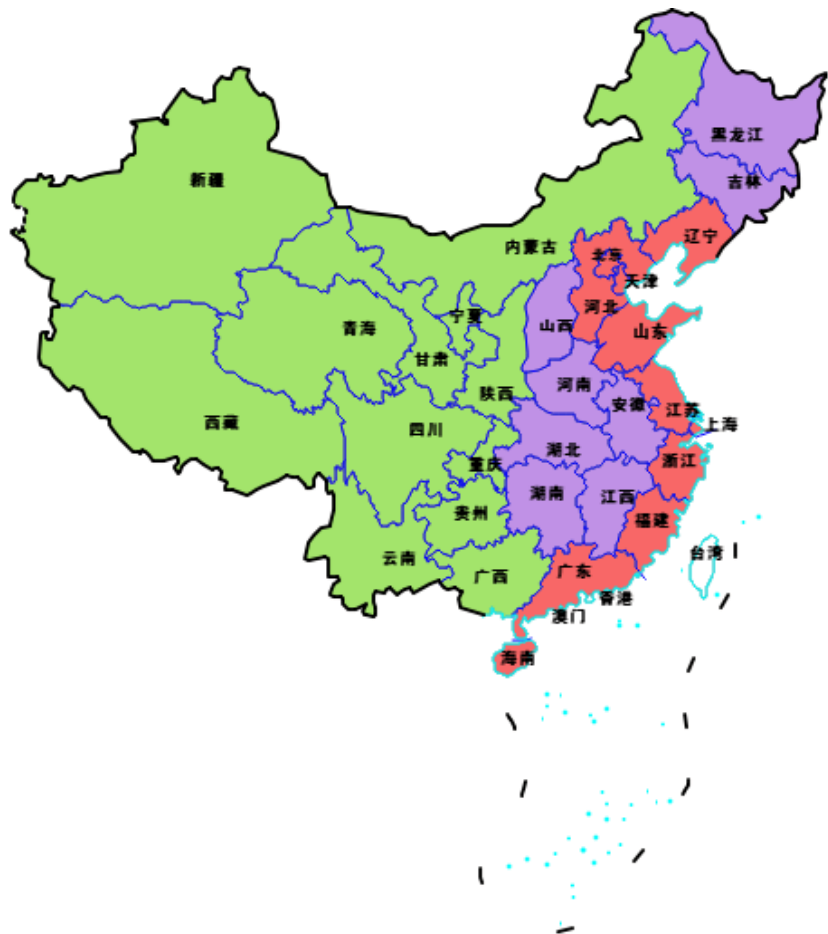 黑龙江
新疆
吉林
辽宁
内蒙古
北京
天津
河北
宁夏
山西
青海
山东
甘肃
河南
陕西
安徽
江苏
西藏
上海
四川
湖北
浙江
重庆
湖南
江西
贵州
福建
台湾
云南
广东
广西
香港
澳门
海南